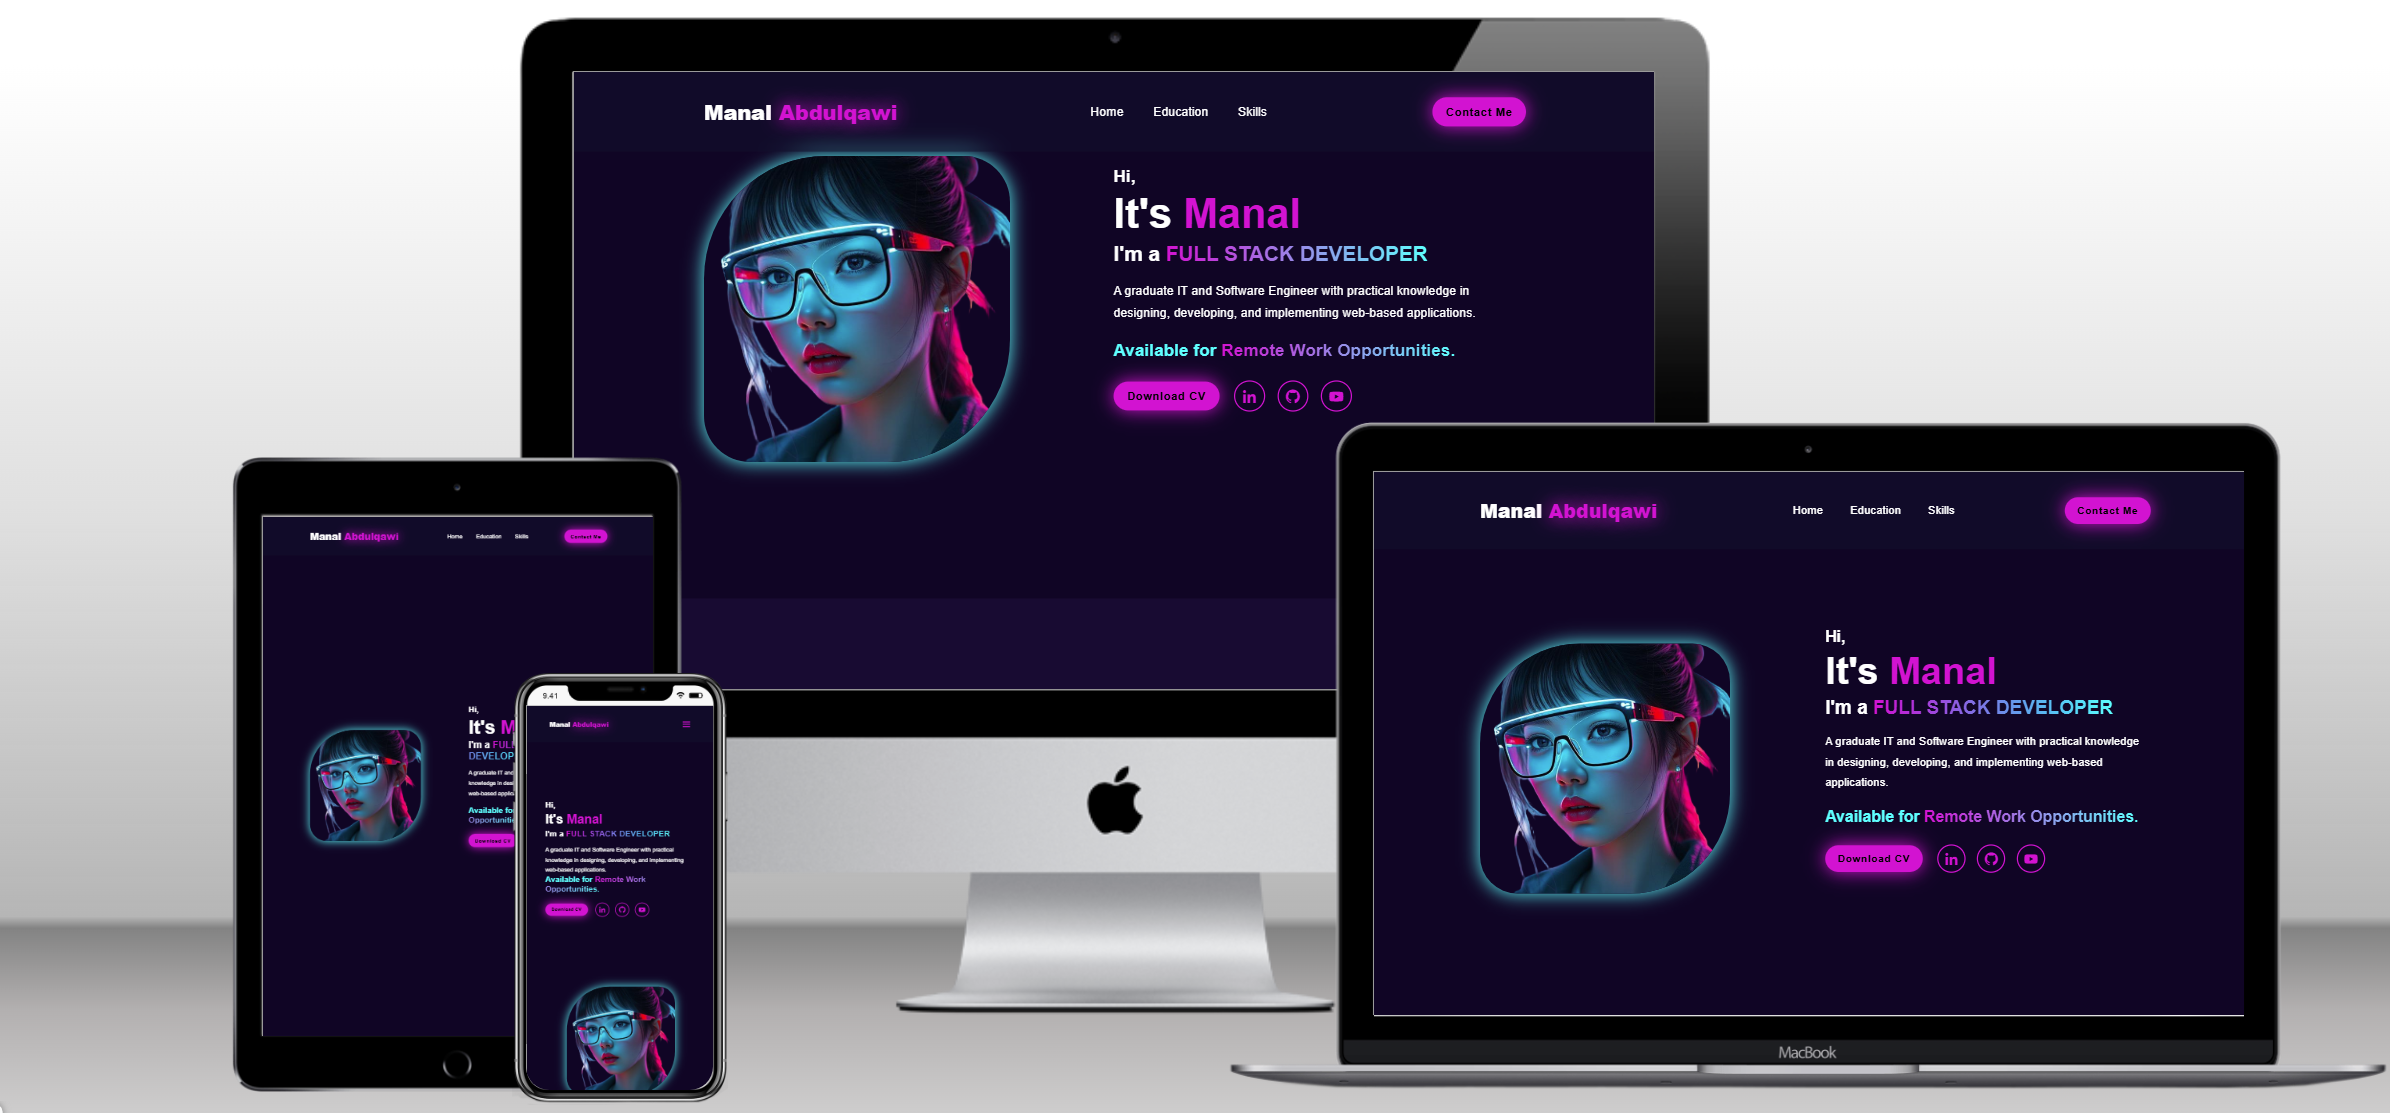 Manal Abdulqawi
Home Education Skills
Contact Me
Hi,
It's Manal
I'm a FULL STACK DEVELOPER
A graduate IT and Software Engineer with practical knowledge in
designing, developing, and implementing web-based applications.
Available for Remote Work Opportunities.
Download CV
in
Manal Abdulqawi
Home Education Skills
Contact Me
Hi,
It's
I'm a FULL
DEVELOP
A graduate IT and
knowledge in
web-based
Available
Download CV
9.41
Manal Abdulqawi
Hi,
It's Manal
I'm a FULL STACK DEVELOPER
A graduate IT and Software Engineer with practical
knowledge in designing, developing, and implementing
web-based applications.
Available for Remote Work
Opportunities.
Download CV
in
Manal Abdulqawi
Home Education Skills
Contact Me
Hi,
It's Manal
I'm a FULL STACK DEVELOPER
A graduate IT and Software Engineer with practical knowledge
in designing, developing, and implementing web-based
applications.
Available for Remote Work Opportunities.
Download CV
in
MacBook